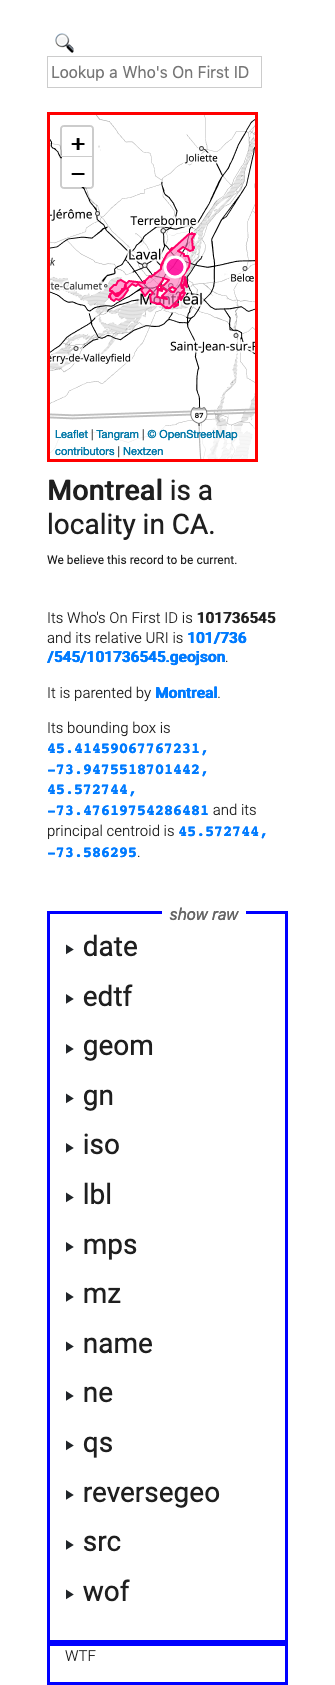 Lookup a Who's On First ID
+
−
Joliette
-Jérôme
Terrebonne
Laval
te-Calumet
Belœ
Montréal
Saint-Jean-sur-F
rry-de-Valleyfield
87
Leaflet | Tangram | © OpenStreetMap
contributors | Nextzen
Montreal is a
locality in CA.
We believe this record to be current.
Its Who's On First ID is 101736545
and its relative URI is 101/736
/545/101736545.geojson.
It is parented by Montreal.
Its bounding box is
45.41459067767231,
-73.9475518701442,
45.572744,
-73.47619754286481 and its
principal centroid is 45.572744,
-73.586295.
show raw
date
edtf
geom
gn
iso
lbl
mps
mz
name
ne
qs
reversegeo
src
wof
WTF